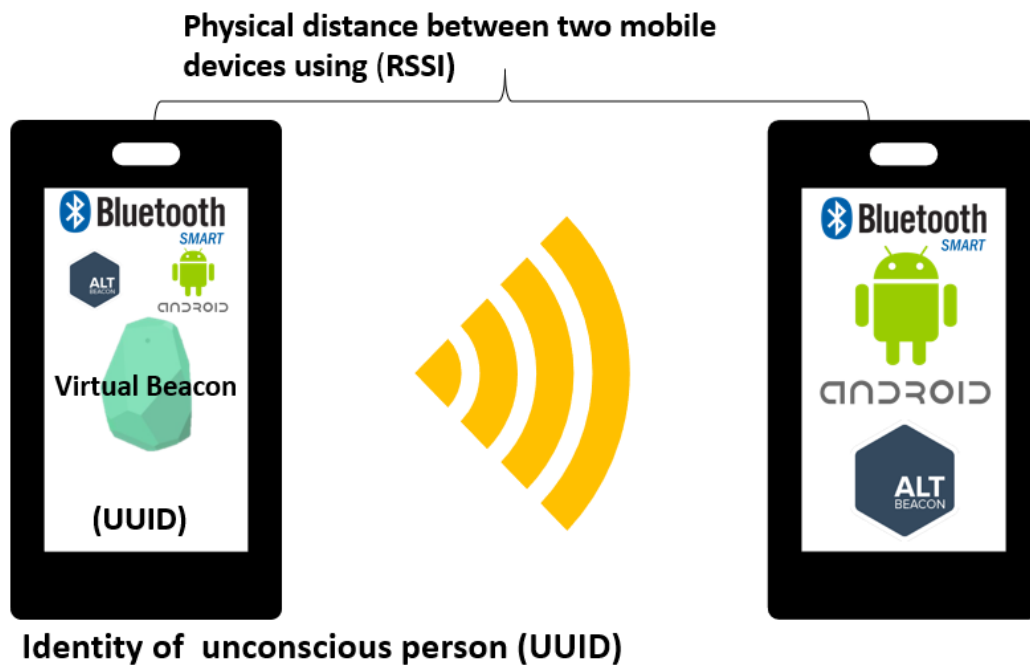 Physical distance between two mobile
devices using (RSSI)
Bluetooth
SMART
ALT
BEACON
ANDROID
Virtual Beacon
(UUID)
Bluetooth
SMART
ANDROID
ALT
BEACON
Identity of unconscious person (UUID)